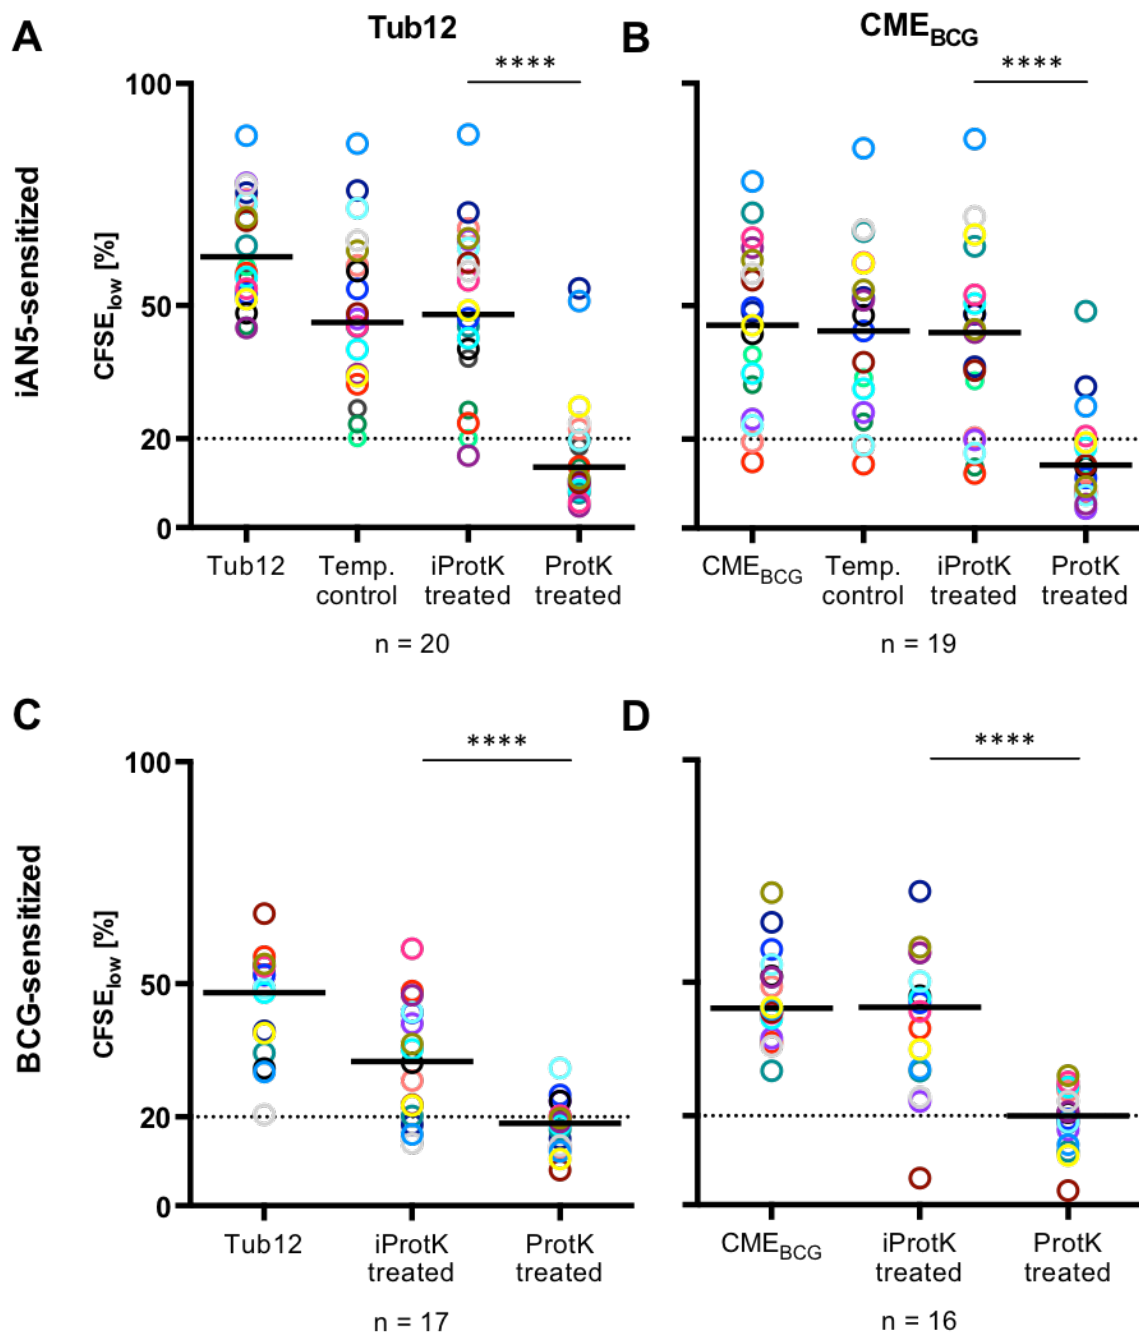 A
Tub12
B
CME_BCG
iAN5-sensitized
CFSE_low [%]
100
50
20
0
****
****
Tub12
Temp. control
iProtK treated
ProtK treated
CME_BCG
Temp. control
iProtK treated
ProtK treated
n = 20
n = 19
C
D
BCG-sensitized
CFSE_low [%]
100
50
20
0
****
****
Tub12
iProtK treated
ProtK treated
CME_BCG
iProtK treated
ProtK treated
n = 17
n = 16